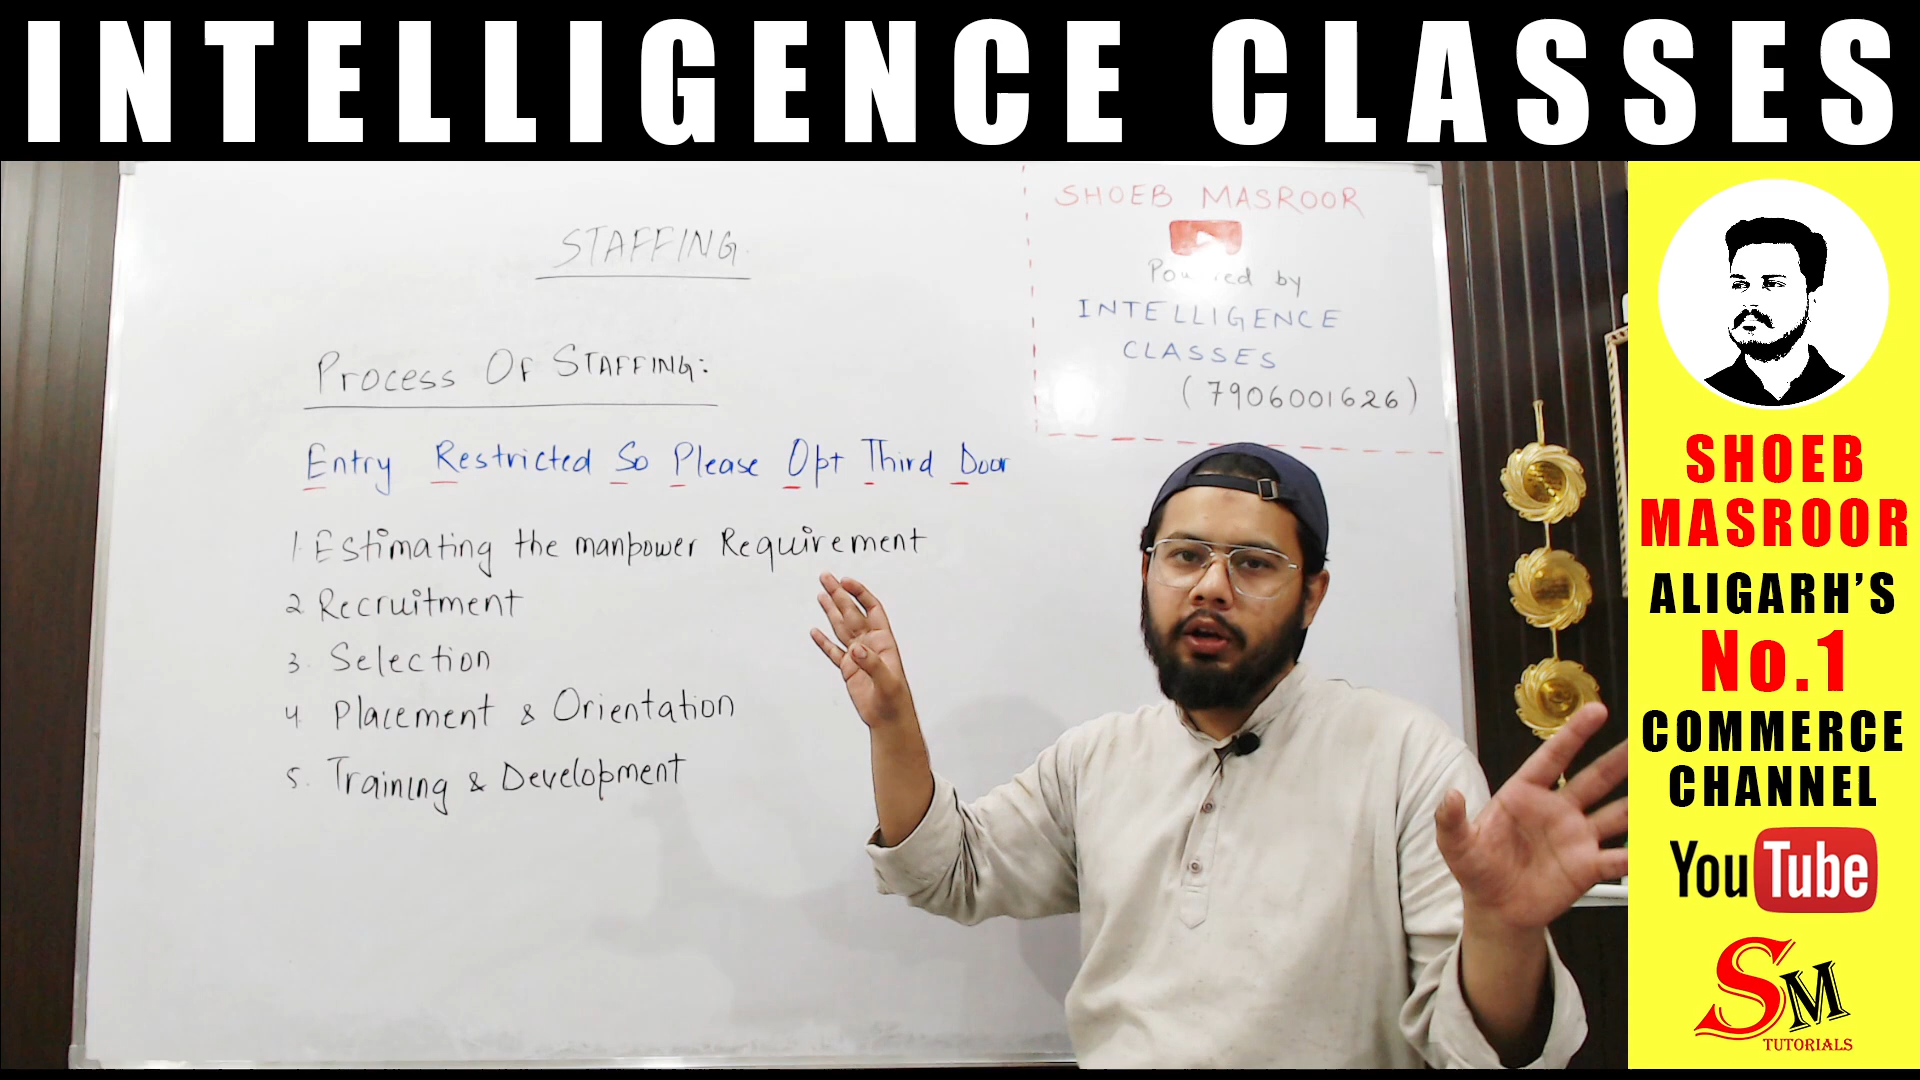 INTELLIGENCE CLASSES
STAFFING
Process Of STAFFING:
Entry Restricted So Please Opt Third Door
1. Estimating the manpower Requirement
2 Recruitment
3. Selection
4 Placement & Orientation
5. Training & Development
SHOEB MASROOR
by
INTELLIGENCE
CLASSES
(7906001626)
SHOEB
MASROOR
ALIGARH'S
No.1
COMMERCE
CHANNEL
YouTube
SM
TUTORIALS